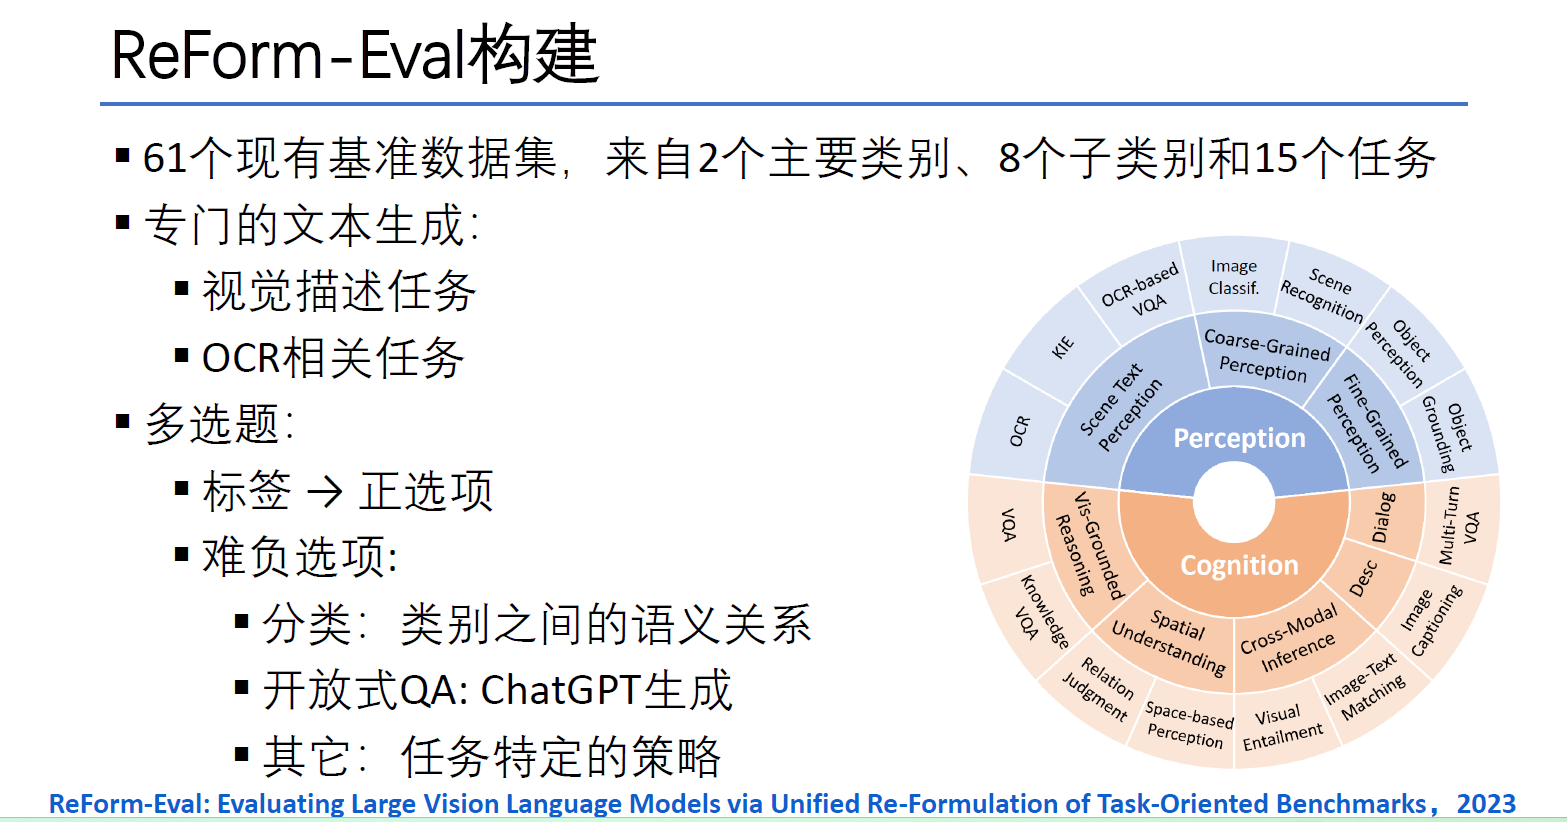 ReForm-Eval构建
▪ 61个现有基准数据集，来自2个主要类别、8个子类别和15个任务
▪ 专门的文本生成：
▪ 视觉描述任务
▪ OCR相关任务
▪ 多选题：
▪ 标签 → 正选项
▪ 难负选项:
▪ 分类：类别之间的语义关系
▪ 开放式QA: ChatGPT生成
▪ 其它：任务特定的策略
Perception
Cognition
Scene Text
Perception
Coarse-Grained
Perception
Fine-Grained
Perception
Dialog
Desc
Cross-Modal
Inference
Spatial
Understanding
Vis-Grounded
Reasoning
OCR
KIE
OCR-based
VQA
Image
Classif.
Scene
Recognition
Object
Perception
Object
Grounding
Multi-Turn
VQA
Image
Captioning
Image-Text
Matching
Visual
Entailment
Space-based
Perception
Relation
Judgment
Knowledge
VQA
VQA
ReForm-Eval: Evaluating Large Vision Language Models via Unified Re-Formulation of Task-Oriented Benchmarks，2023